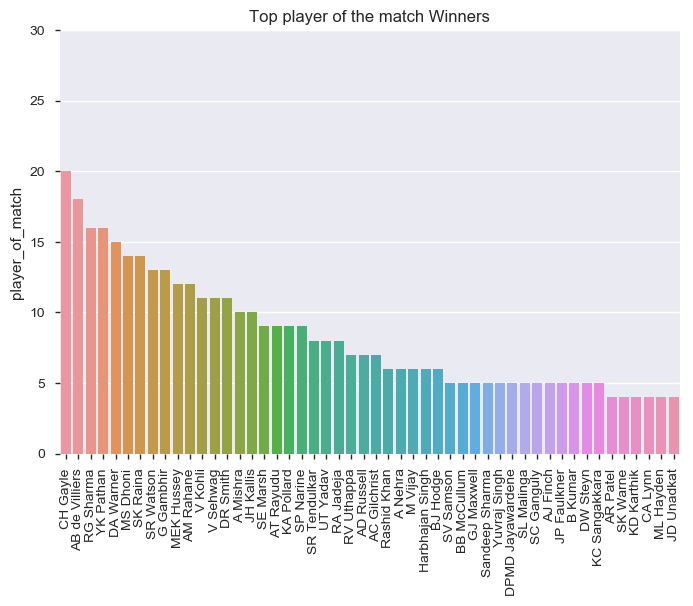 Top player of the match Winners
player_of_match
30
25
20
15
10
5
0
CH Gayle
AB de Villiers
RG Sharma
YK Pathan
DA Warner
MS Dhoni
SK Raina
SR Watson
G Gambhir
MEK Hussey
AM Rahane
V Kohli
V Sehwag
DR Smith
A Mishra
JH Kallis
SE Marsh
AT Rayudu
KA Pollard
SP Narine
SR Tendulkar
UT Yadav
RA Jadeja
RV Uthappa
AD Russell
AC Gilchrist
Rashid Khan
A Nehra
M Vijay
Harbhajan Singh
BJ Hodge
SV Samson
BB McCullum
GJ Maxwell
Sandeep Sharma
Yuvraj Singh
DPMD Jayawardene
SL Malinga
SC Ganguly
AJ Finch
JP Faulkner
B Kumar
DW Steyn
KC Sangakkara
AR Patel
SK Warne
KD Karthik
CA Lynn
ML Hayden
JD Unadkat